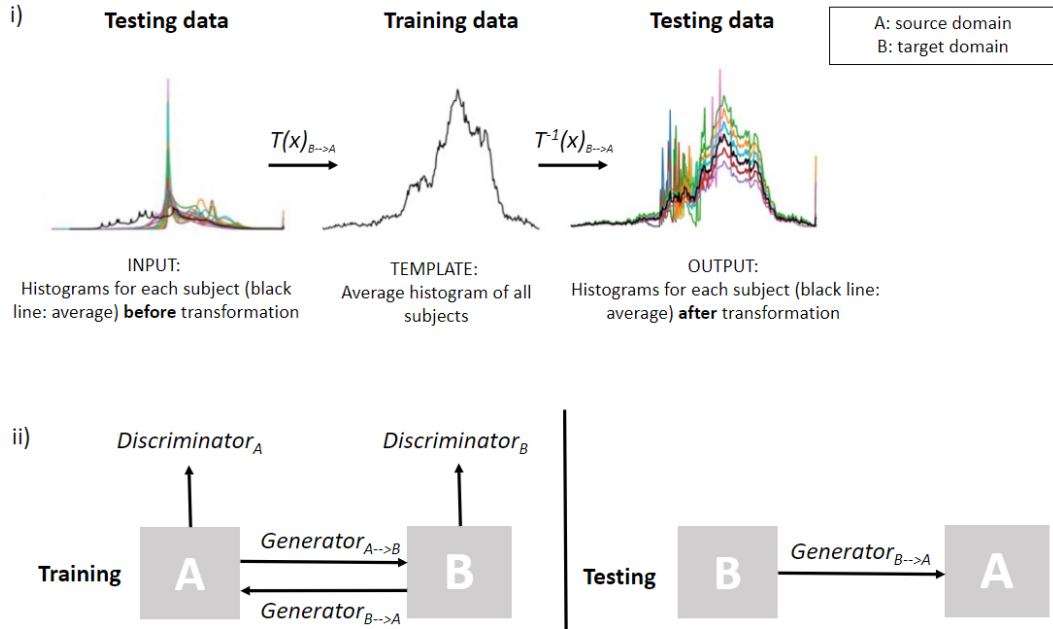 i)
Testing data
Training data
Testing data
A: source domain
B: target domain
T(x)B-->A
T-1(x)B-->A
INPUT:
Histograms for each subject (black
line: average) before transformation
TEMPLATE:
Average histogram of all
subjects
OUTPUT:
Histograms for each subject (black line:
average) after transformation
ii)
DiscriminatorA
DiscriminatorB
Training
A
GeneratorA-->B
GeneratorB-->A
B
Testing
B
GeneratorB-->A
A